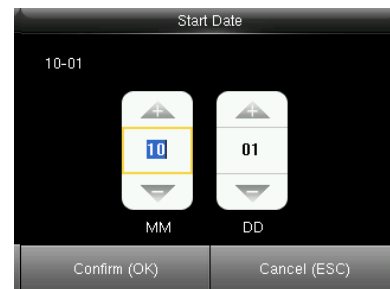 Start Date
10-01
10 01
MM DD
Confirm (OK) Cancel (ESC)